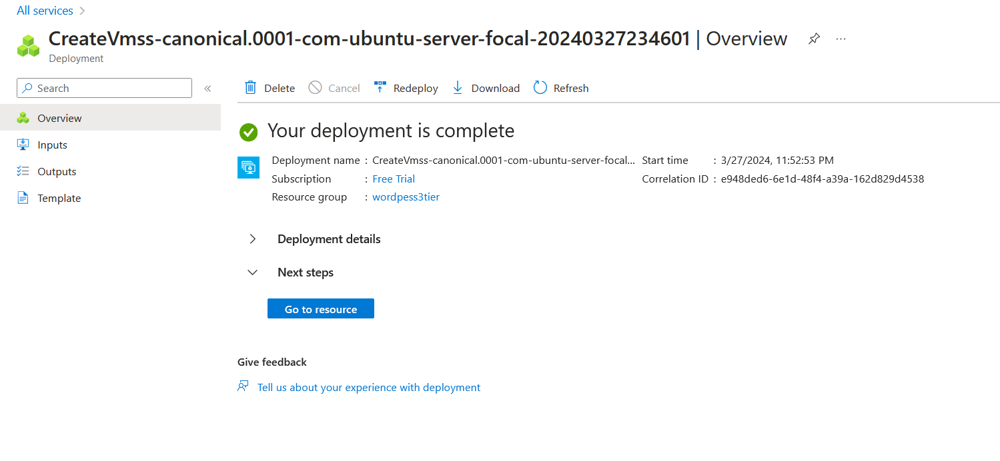 All services
CreateVmss-canonical.0001-com-ubuntu-server-focal-20240327234601 | Overview
Deployment
Search
Delete Cancel Redeploy Download Refresh
Overview
Inputs
Outputs
Template
Your deployment is complete
Deployment name : CreateVmss-canonical.0001-com-ubuntu-server-focal... Start time : 3/27/2024, 11:52:53 PM
Subscription : Free Trial Correlation ID : e948ded6-6e1d-48f4-a39a-162d829d4538
Resource group : wordpess3tier
Deployment details
Next steps
Go to resource
Give feedback
Tell us about your experience with deployment